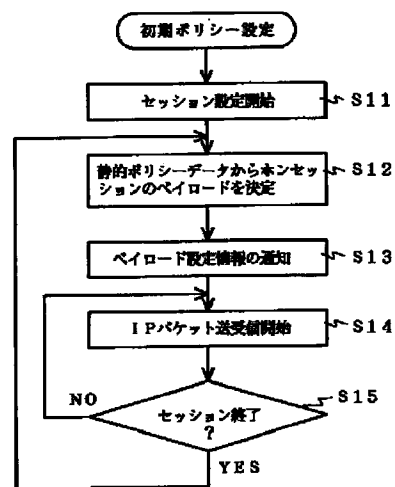 初期ポリシー設定
セッション設定開始
S11
静的ポリシーデータからホンセッ
ションのペイロードを決定
S12
ペイロード設定情報の通知
S13
IPパケット送受信開始
S14
セッション終了
?
S15
NO
YES